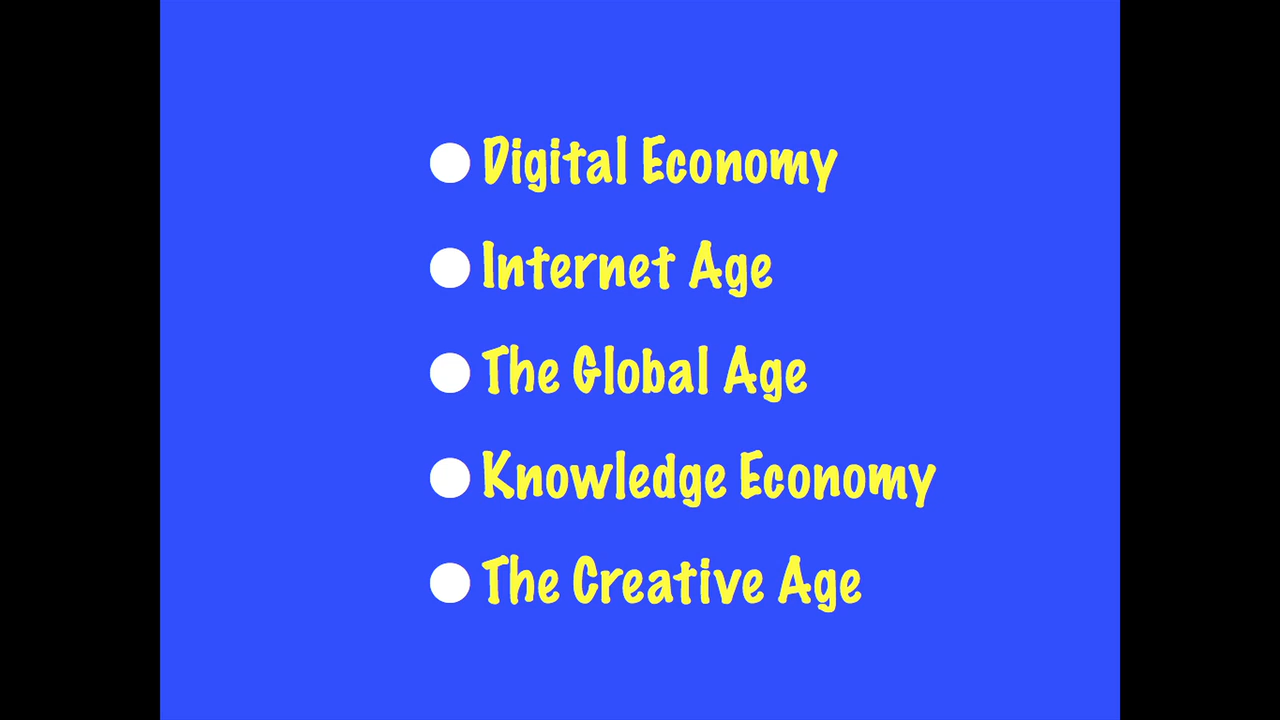 Digital Economy
Internet Age
The Global Age
Knowledge Economy
The Creative Age